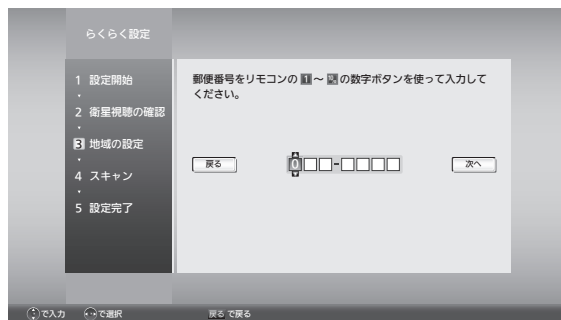 らくらく設定
1 設定開始
2 衛星視聴の確認
3 地域の設定
4 スキャン
5 設定完了
郵便番号をリモコンの 1 ~ の数字ボタンを使って入力して
ください。
戻る
0 -
次へ
で入力 で選択 戻る で戻る